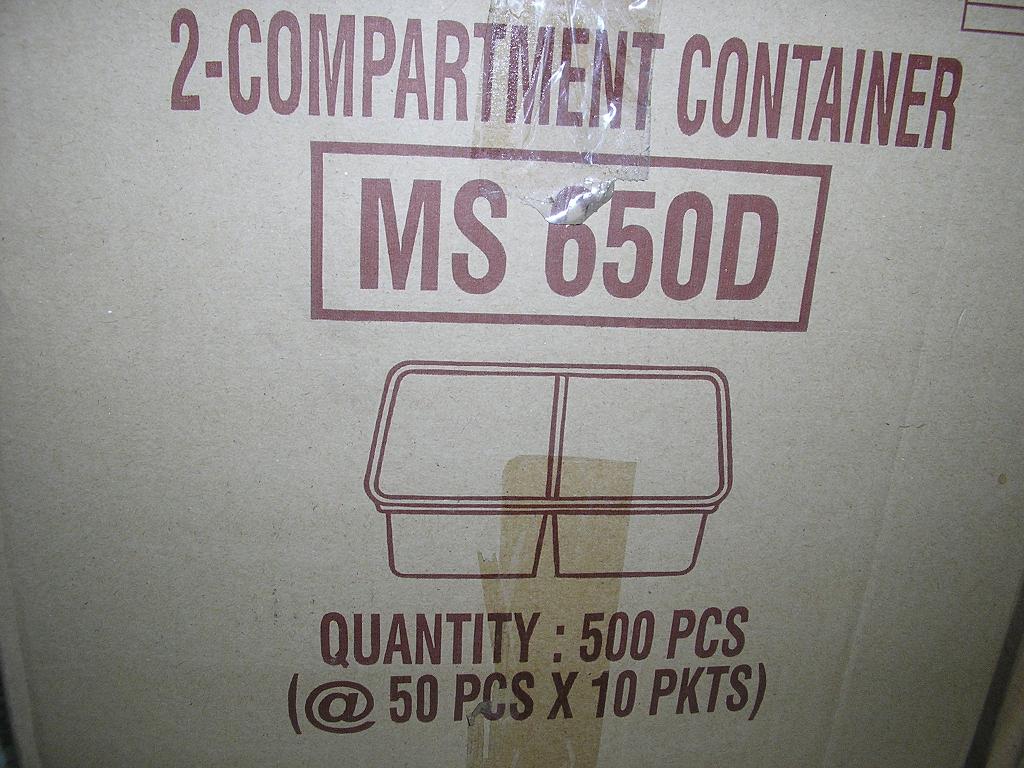 2-COMPARTMENT CONTAINER
MS 650D
QUANTITY : 500 PCS
(@ 50 PCS X 10 PKTS)